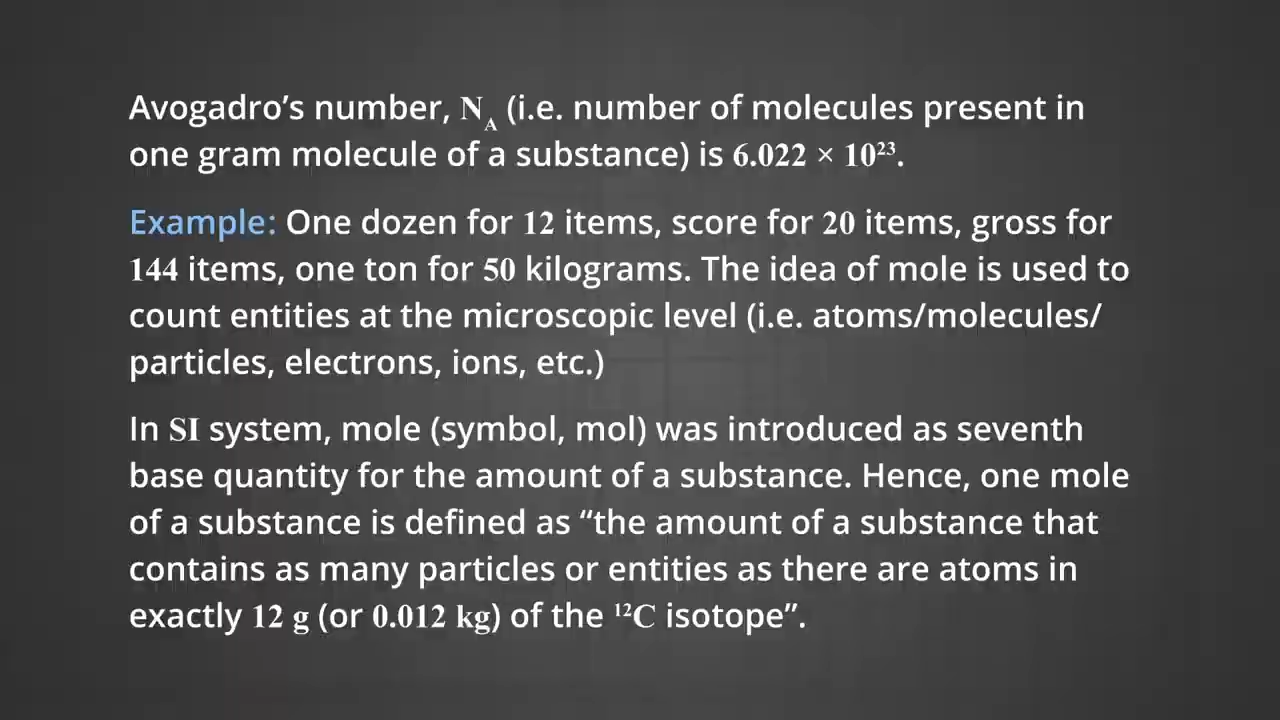 Avogadro’s number, N_A (i.e. number of molecules present in
one gram molecule of a substance) is 6.022 × 10²³.
Example: One dozen for 12 items, score for 20 items, gross for
144 items, one ton for 50 kilograms. The idea of mole is used to
count entities at the microscopic level (i.e. atoms/molecules/
particles, electrons, ions, etc.)
In SI system, mole (symbol, mol) was introduced as seventh
base quantity for the amount of a substance. Hence, one mole
of a substance is defined as “the amount of a substance that
contains as many particles or entities as there are atoms in
exactly 12 g (or 0.012 kg) of the ¹²C isotope”.